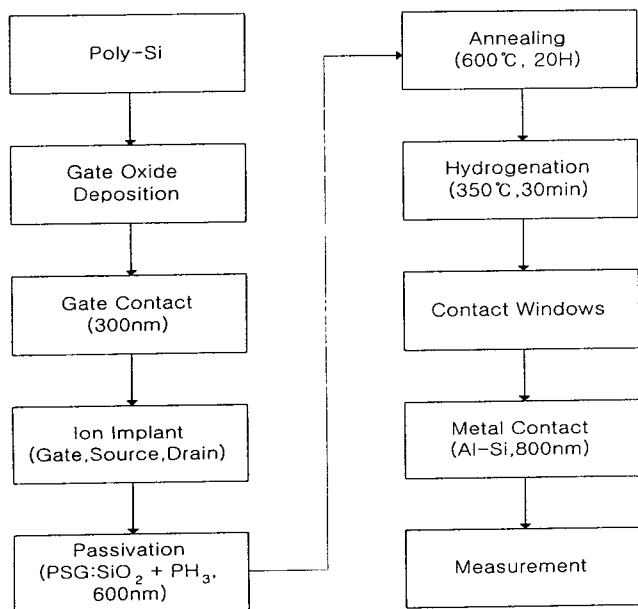 Poly-Si
Gate Oxide
Deposition
Gate Contact
(300nm)
Ion Implant
(Gate,Source,Drain)
Passivation
(PSG:SiO₂ + PH₃,
600nm)
Annealing
(600℃, 20H)
Hydrogenation
(350℃,30min)
Contact Windows
Metal Contact
(Al-Si,800nm)
Measurement